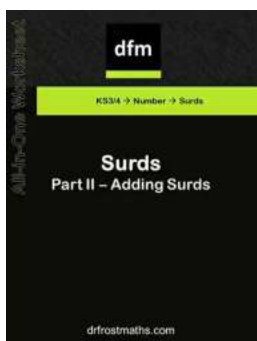 dfm
KS3/4 → Number → Surds
All-In-One Worksheet
Surds
Part II – Adding Surds
drfrostmaths.com